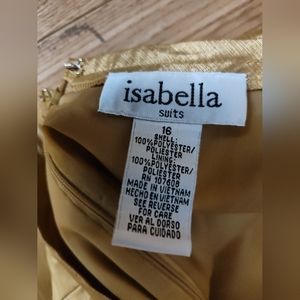 isabella
suits
16
SHELL:
100%POLYESTER/
POLIESTER
LINING:
100%POLYESTER/
POLIESTER
RN 107608
MADE IN VIETNAM
HECHO EN VIETNAM
SEE REVERSE
FOR CARE
VER AL DORSO
PARA CUIDADO